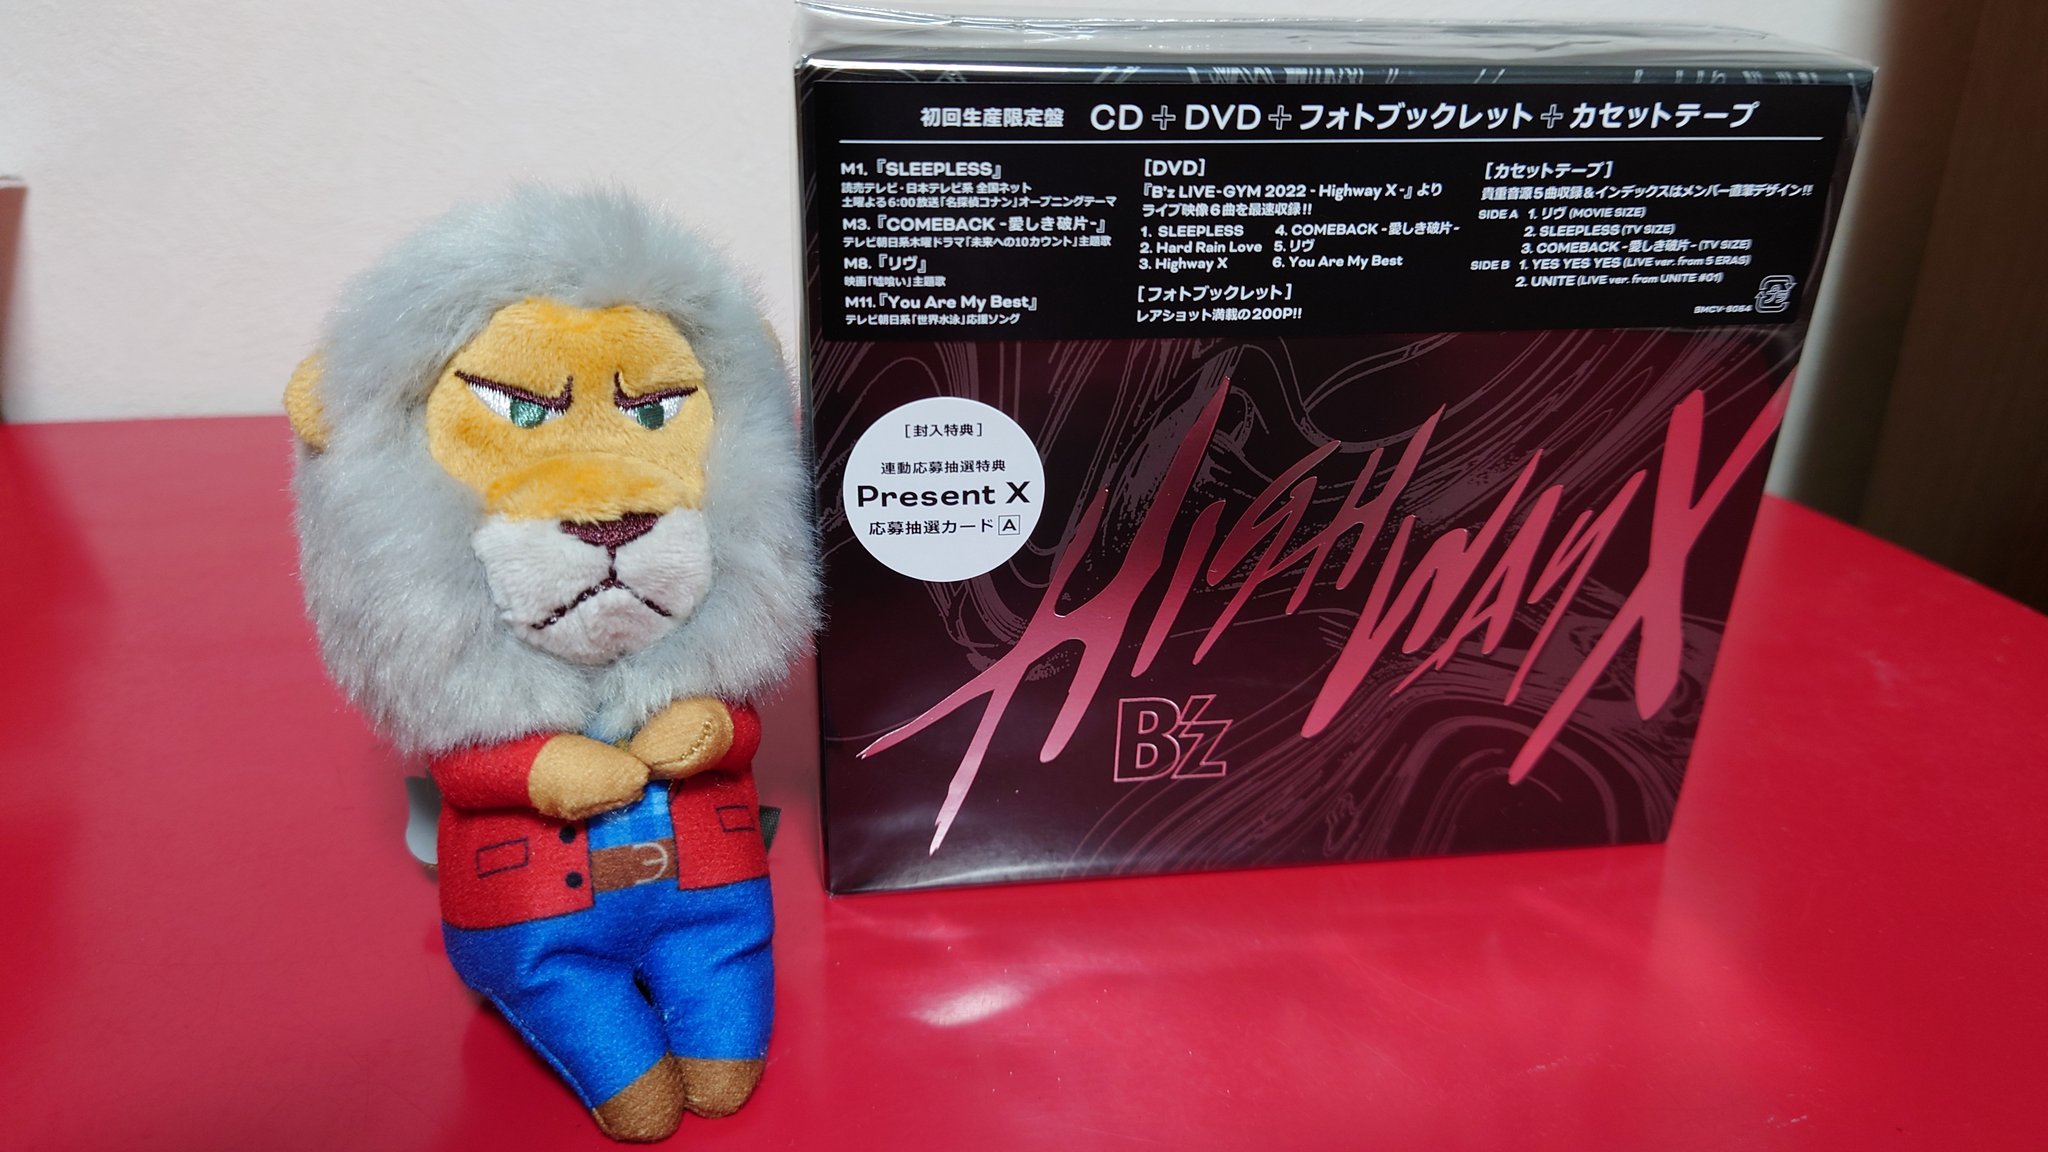 初回生産限定盤 CD+DVD+フォトブックレット+カセットテープ
M1.『SLEEPLESS』
読売テレビ・日本テレビ系 全国ネット
土曜よる6:00放送「名探偵コナン」オープニングテーマ
M3.『COMEBACK -愛しき破片-』
テレビ朝日系木曜ドラマ「未来への10カウント」主題歌
M8.『リヴ』
映画「嘘喰い」主題歌
M11.『You Are My Best』
テレビ朝日系「世界水泳」応援ソング
[DVD]
『B'z LIVE-GYM 2022 -Highway X-』より
ライブ映像6曲を最速収録!!
1. SLEEPLESS 4. COMEBACK -愛しき破片-
2. Hard Rain Love 5. リヴ
3. Highway X 6. You Are My Best
[フォトブックレット]
レアショット満載の200P!!
[カセットテープ]
貴重音源5曲収録&インデックスはメンバー直筆デザイン!!
SIDE A 1. リヴ (MOVIE SIZE)
2. SLEEPLESS (TV SIZE)
3. COMEBACK -愛しき破片- (TV SIZE)
SIDE B 1. YES YES YES (LIVE ver. from 5 ERAS)
2. UNITE (LIVE ver. from UNITE #01)
BMCV-8064
[封入特典]
連動応募抽選特典
Present X
応募抽選カード A
HIGHWAY X
B'z